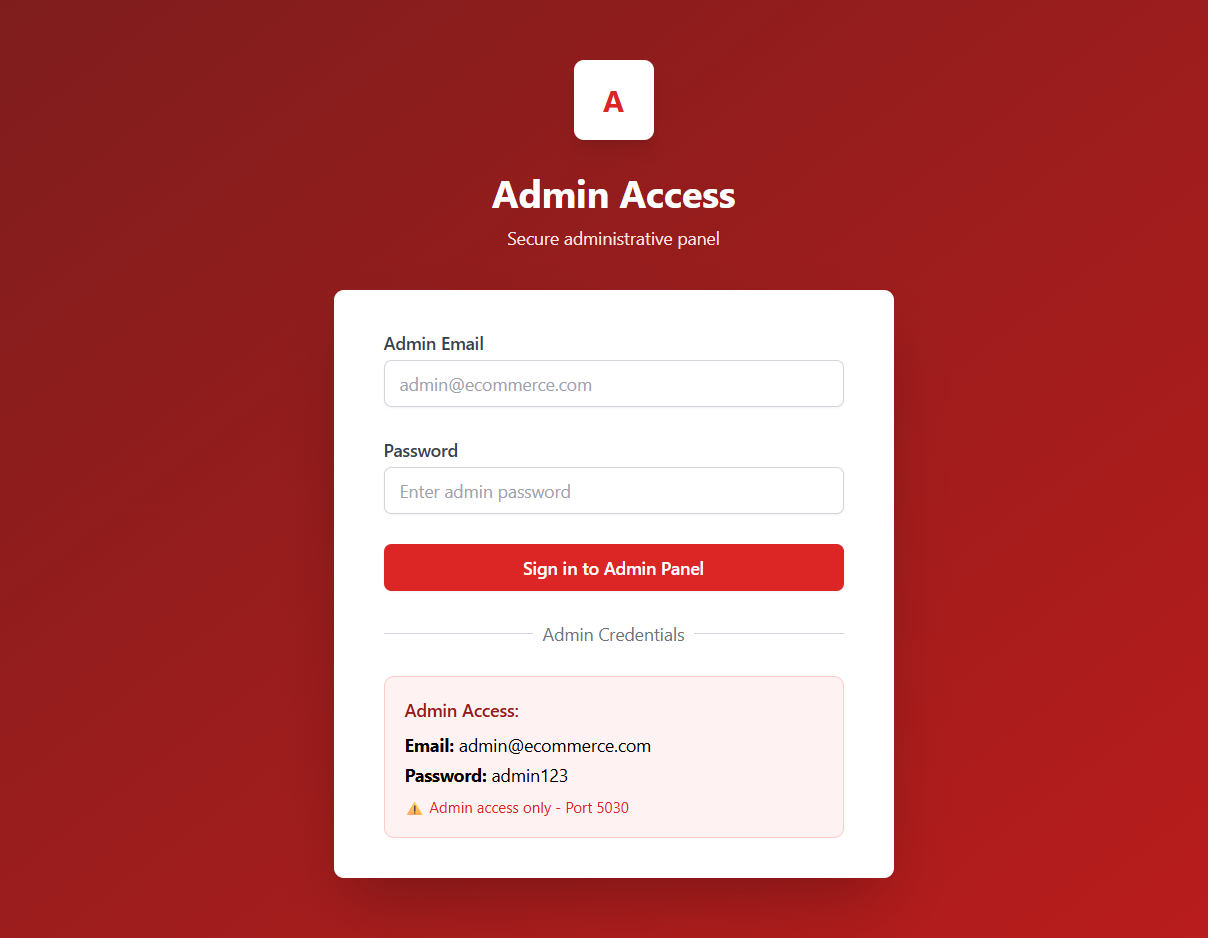 A
Admin Access
Secure administrative panel
Admin Email
admin@ecommerce.com
Password
Enter admin password
Sign in to Admin Panel
Admin Credentials
Admin Access:
Email: admin@ecommerce.com
Password: admin123
⚠️ Admin access only - Port 5030